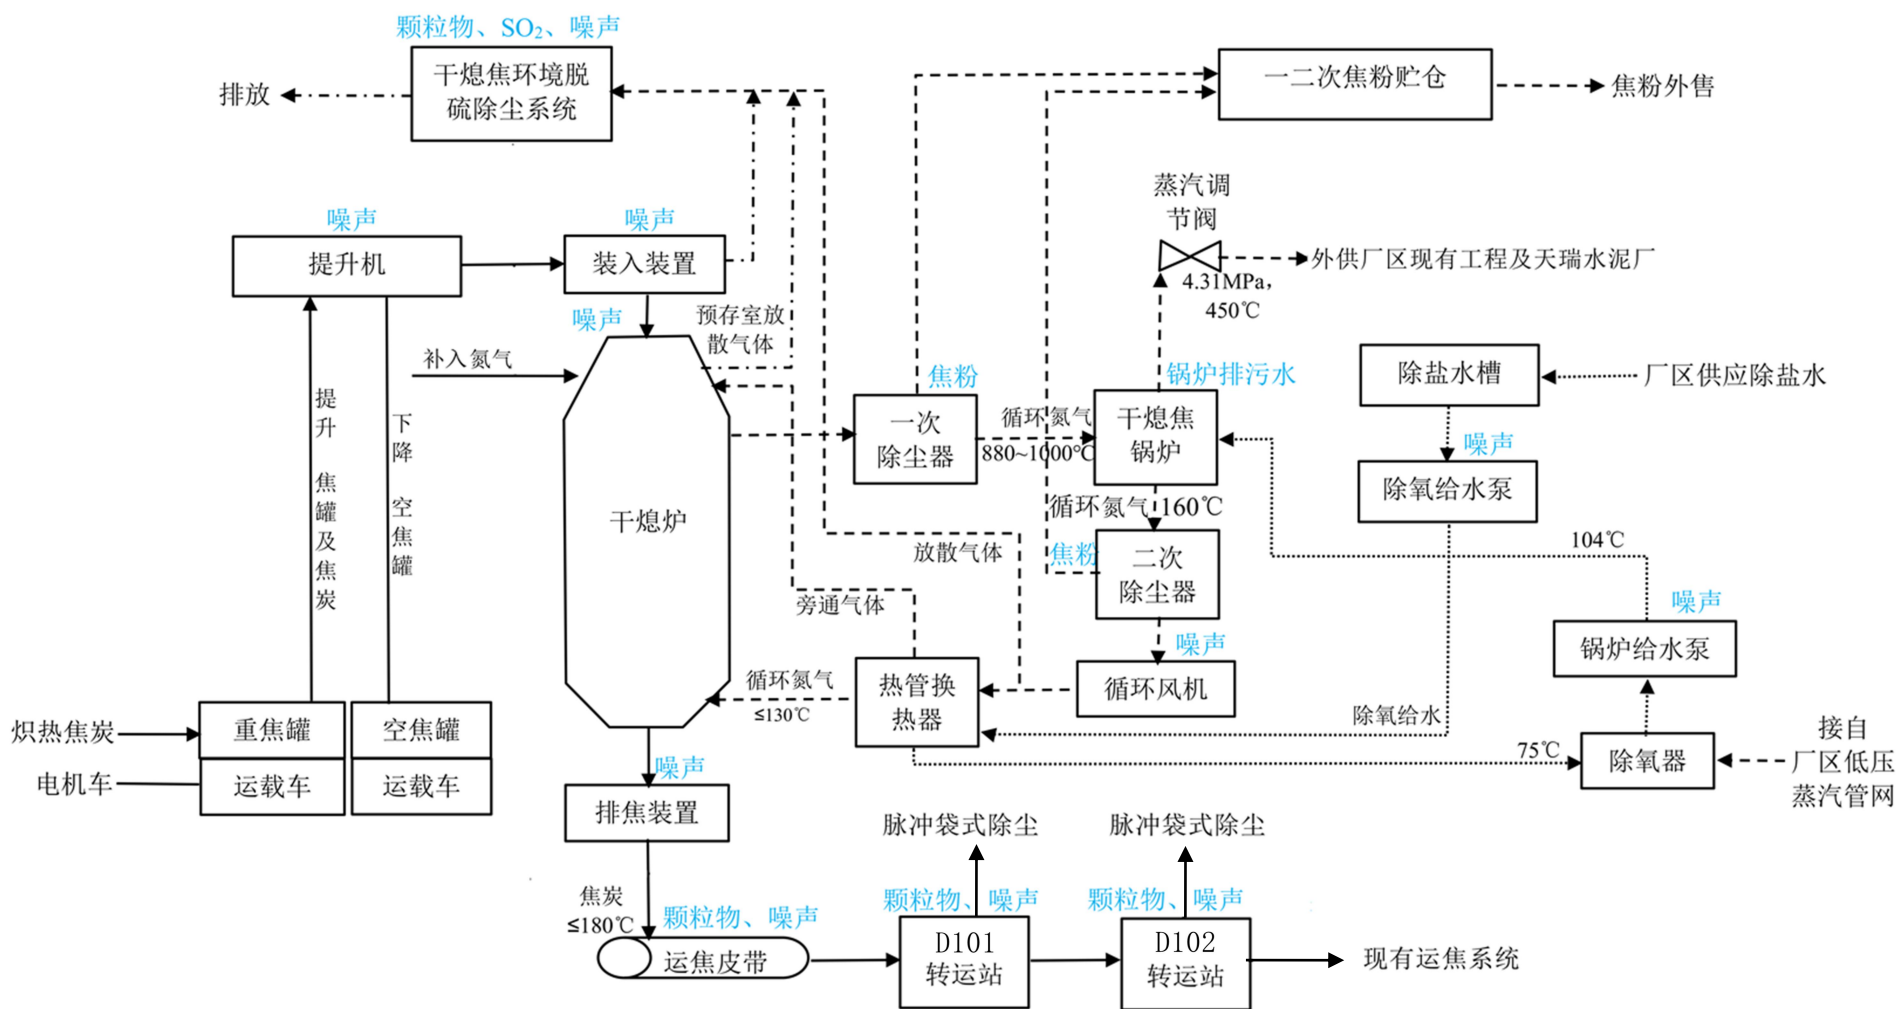 颗粒物、SO₂、噪声
干熄焦环境脱
硫除尘系统
排放
一二次焦粉贮仓
焦粉外售
蒸汽调
节阀
噪声
提升机
噪声
装入装置
外供厂区现有工程及天瑞水泥厂
4.31MPa，
450℃
噪声
预存室放
散气体
补入氮气
提升 焦罐及焦炭
下降 空焦罐
焦粉
一次
除尘器
循环氮气
880~1000℃
锅炉排污水
干熄焦
锅炉
除盐水槽
厂区供应除盐水
噪声
除氧给水泵
循环氮气 160℃
干熄炉
放散气体
焦粉
二次
除尘器
104℃
旁通气体
噪声
锅炉给水泵
噪声
循环风机
热管换
热器
循环氮气
≤130℃
除氧给水
75℃
除氧器
接自
厂区低压
蒸汽管网
炽热焦炭
重焦罐
空焦罐
电机车
运载车
运载车
噪声
排焦装置
脉冲袋式除尘
脉冲袋式除尘
焦炭
≤180℃
颗粒物、噪声
颗粒物、噪声
颗粒物、噪声
运焦皮带
D101
转运站
D102
转运站
现有运焦系统